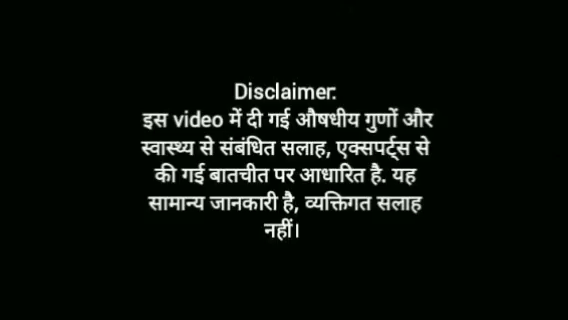 Disclaimer:
इस video में दी गई औषधीय गुणों और
स्वास्थ्य से संबंधित सलाह, एक्सपर्ट्स से
की गई बातचीत पर आधारित है. यह
सामान्य जानकारी है, व्यक्तिगत सलाह
नहीं।